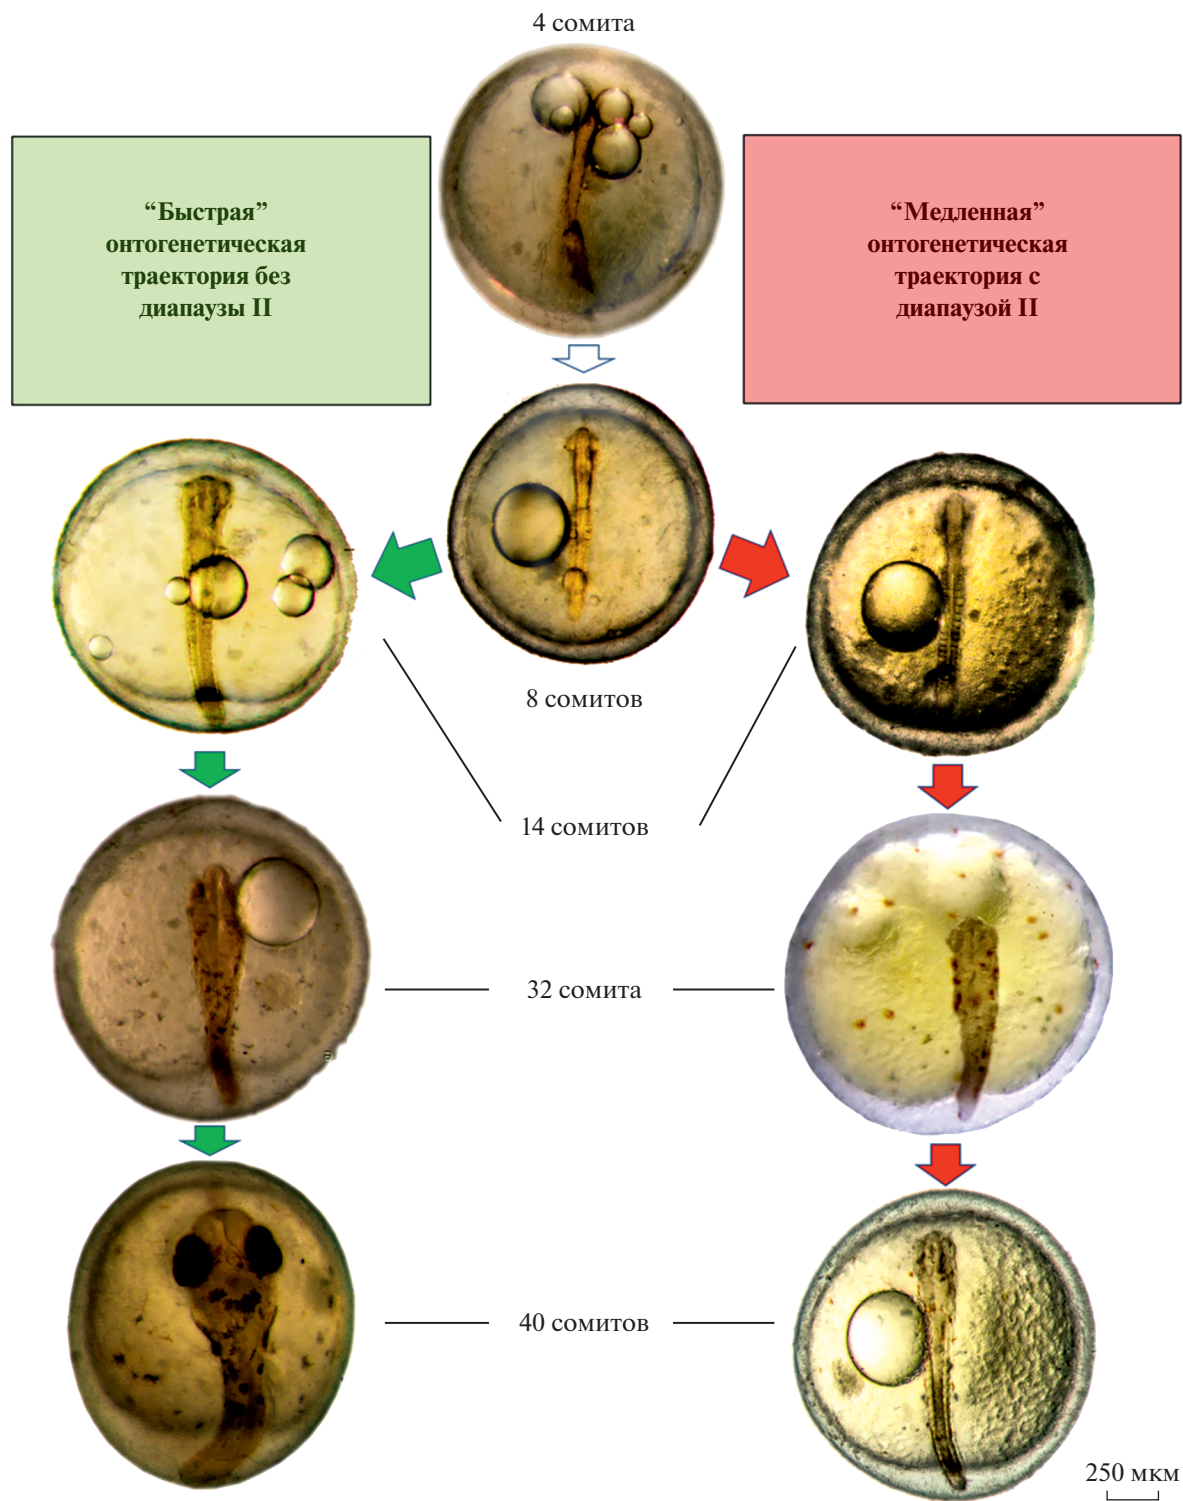 4 сомита
“Быстрая”
онтогенетическая
траектория без
диапаузы II
“Медленная”
онтогенетическая
траектория с
диапаузой II
8 сомитов
14 сомитов
32 сомита
40 сомитов
250 мкм